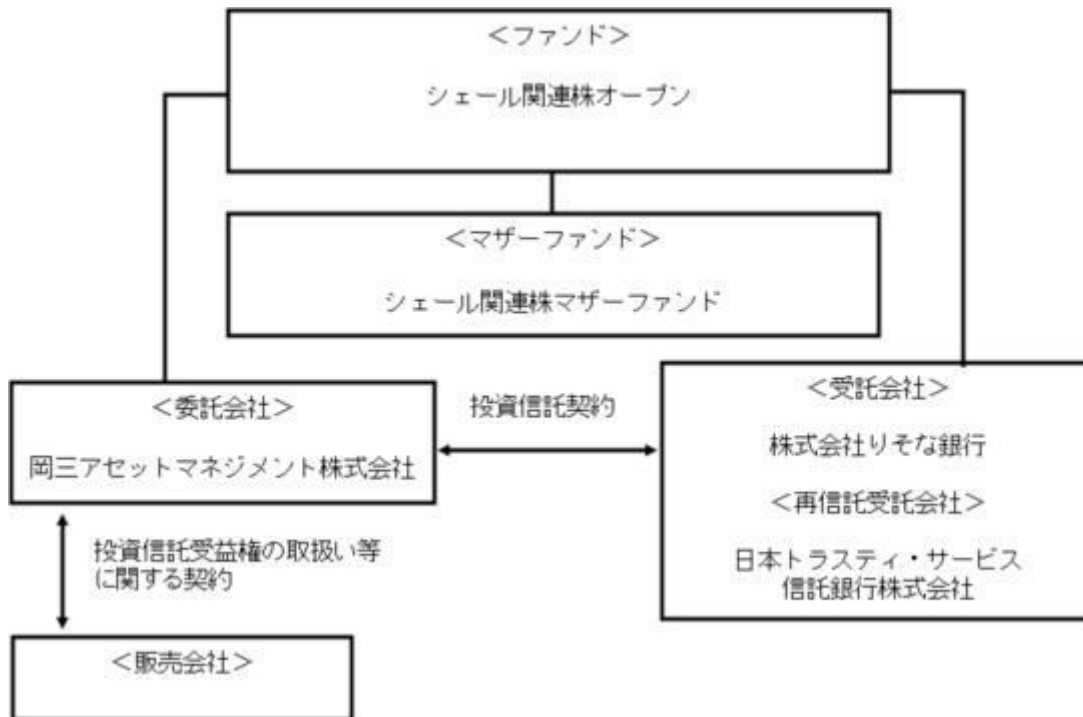 ＜ファンド＞
シェール関連株オープン
＜マザーファンド＞
シェール関連株マザーファンド
＜委託会社＞
岡三アセットマネジメント株式会社
投資信託契約
＜受託会社＞
株式会社りそな銀行
＜再信託受託会社＞
日本トラスティ・サービス
信託銀行株式会社
投資信託受益権の取扱い等
に関する契約
＜販売会社＞